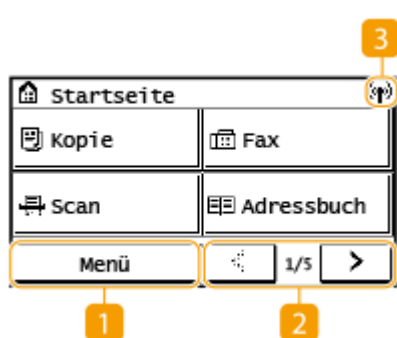 3
Startseite
Kopie
Fax
Scan
Adressbuch
Menü
1/5
1
2